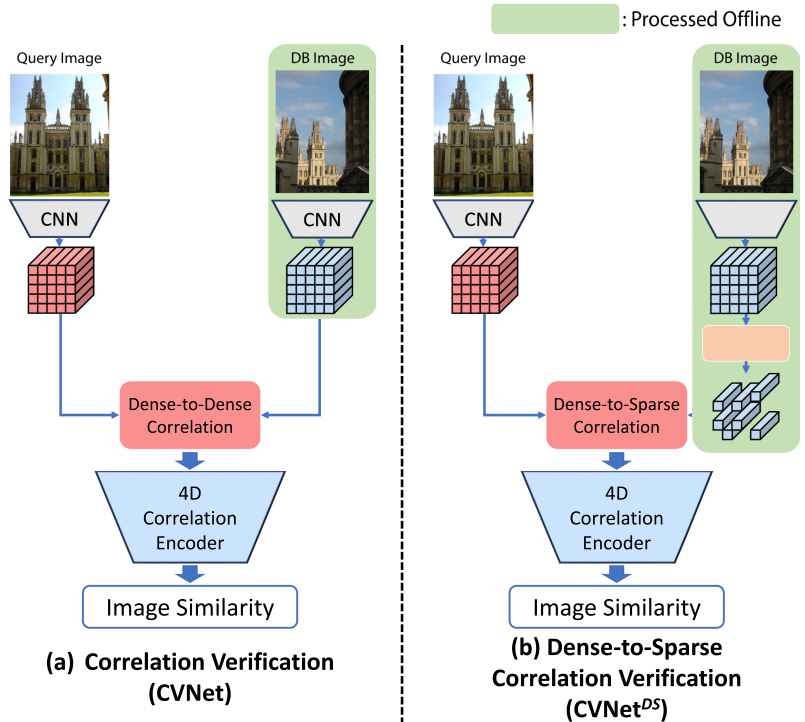 : Processed Offline
Query Image
DB Image
CNN
CNN
Dense-to-Dense
Correlation
4D
Correlation
Encoder
Image Similarity
(a) Correlation Verification
(CVNet)
Query Image
DB Image
CNN
Dense-to-Sparse
Correlation
4D
Correlation
Encoder
Image Similarity
(b) Dense-to-Sparse
Correlation Verification
(CVNetDS)